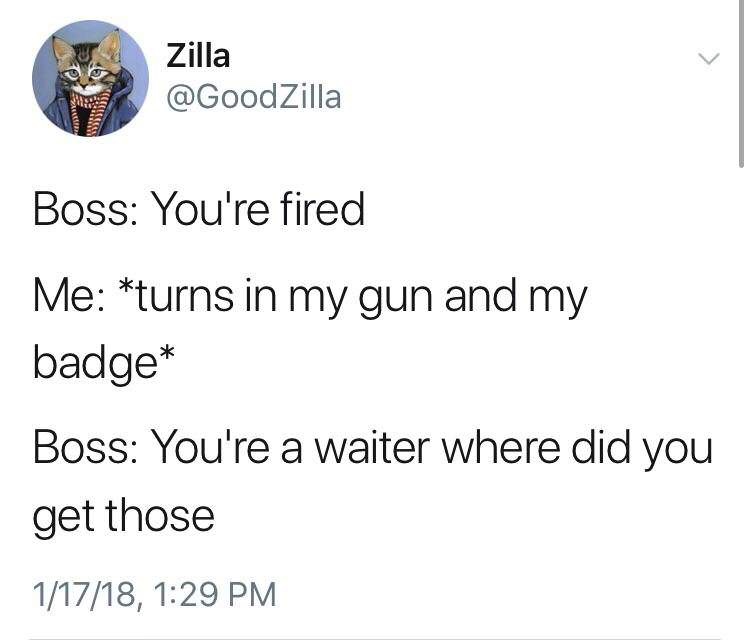 Zilla
@GoodZilla
Boss: You're fired
Me: *turns in my gun and my
badge*
Boss: You're a waiter where did you
get those
1/17/18, 1:29 PM